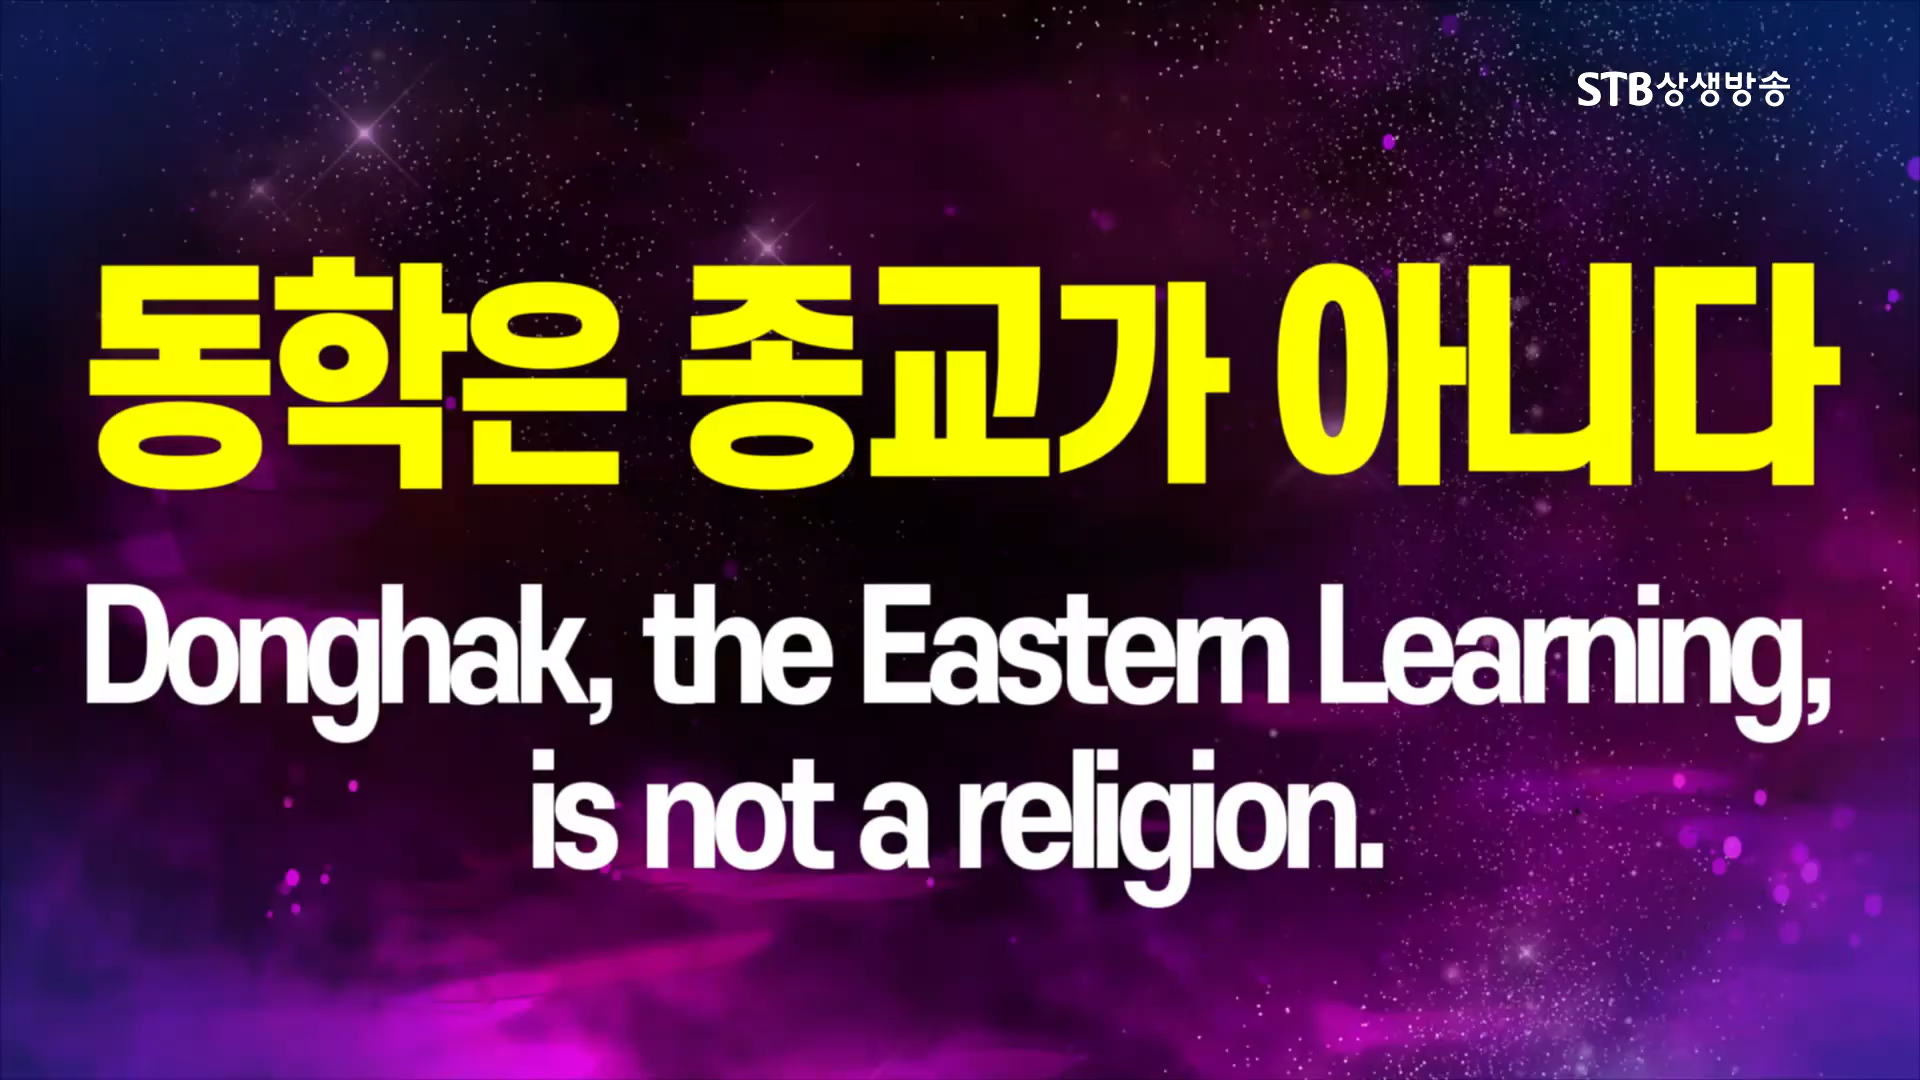 STB상생방송
동학은 종교가 아니다
Donghak, the Eastern Learning,
is not a religion.